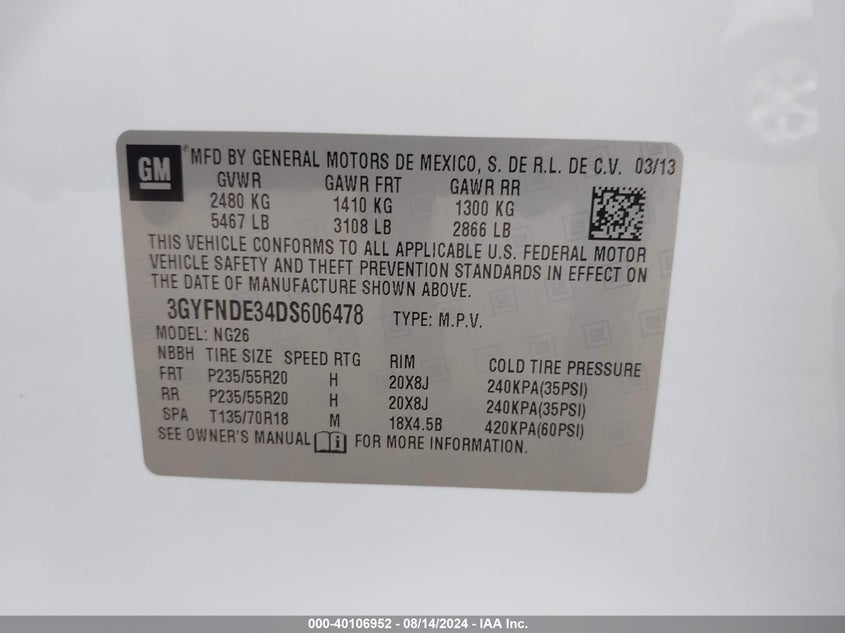 GM MFD BY GENERAL MOTORS DE MEXICO, S. DE R.L. DE C.V. 03/13
GVWR GAWR FRT GAWR RR
2480 KG 1410 KG 1300 KG
5467 LB 3108 LB 2866 LB
THIS VEHICLE CONFORMS TO ALL APPLICABLE U.S. FEDERAL MOTOR
VEHICLE SAFETY AND THEFT PREVENTION STANDARDS IN EFFECT ON
THE DATE OF MANUFACTURE SHOWN ABOVE.
3GYFNDE34DS606478 TYPE: M.P.V.
MODEL: NG26
NBBH TIRE SIZE SPEED RTG RIM COLD TIRE PRESSURE
FRT P235/55R20 H 20X8J 240KPA(35PSI)
RR P235/55R20 H 20X8J 240KPA(35PSI)
SPA T135/70R18 M 18X4.5B 420KPA(60PSI)
SEE OWNER'S MANUAL i FOR MORE INFORMATION.
000-40106952 - 08/14/2024 - IAA Inc.